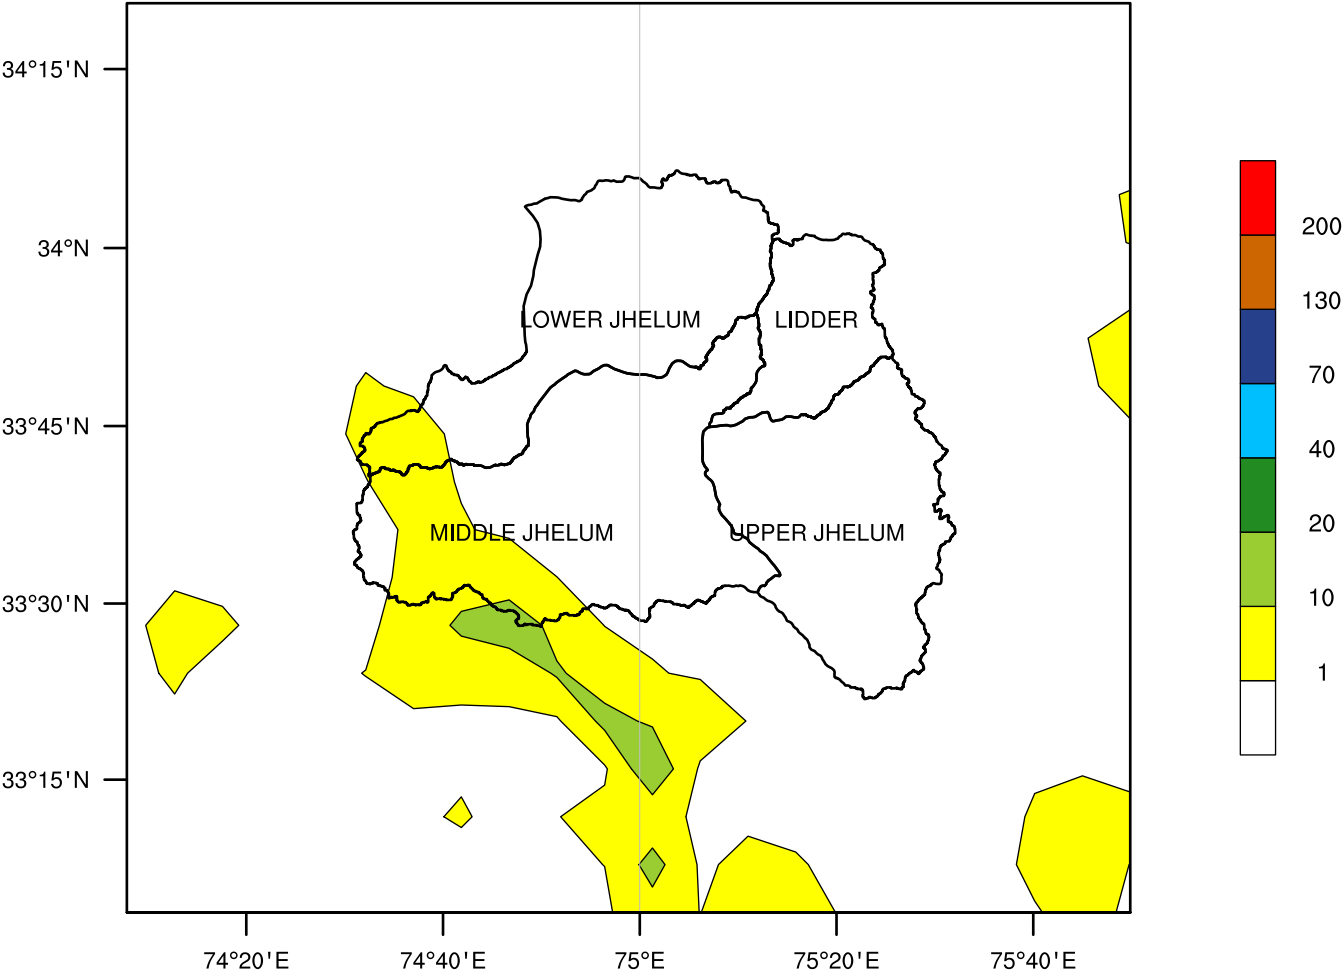 34°15'N
200
34°N
130
LOWER JHELUM
LIDDER
70
33°45'N
40
MIDDLE JHELUM
UPPER JHELUM
20
33°30'N
10
1
33°15'N
74°20'E
74°40'E
75°E
75°20'E
75°40'E